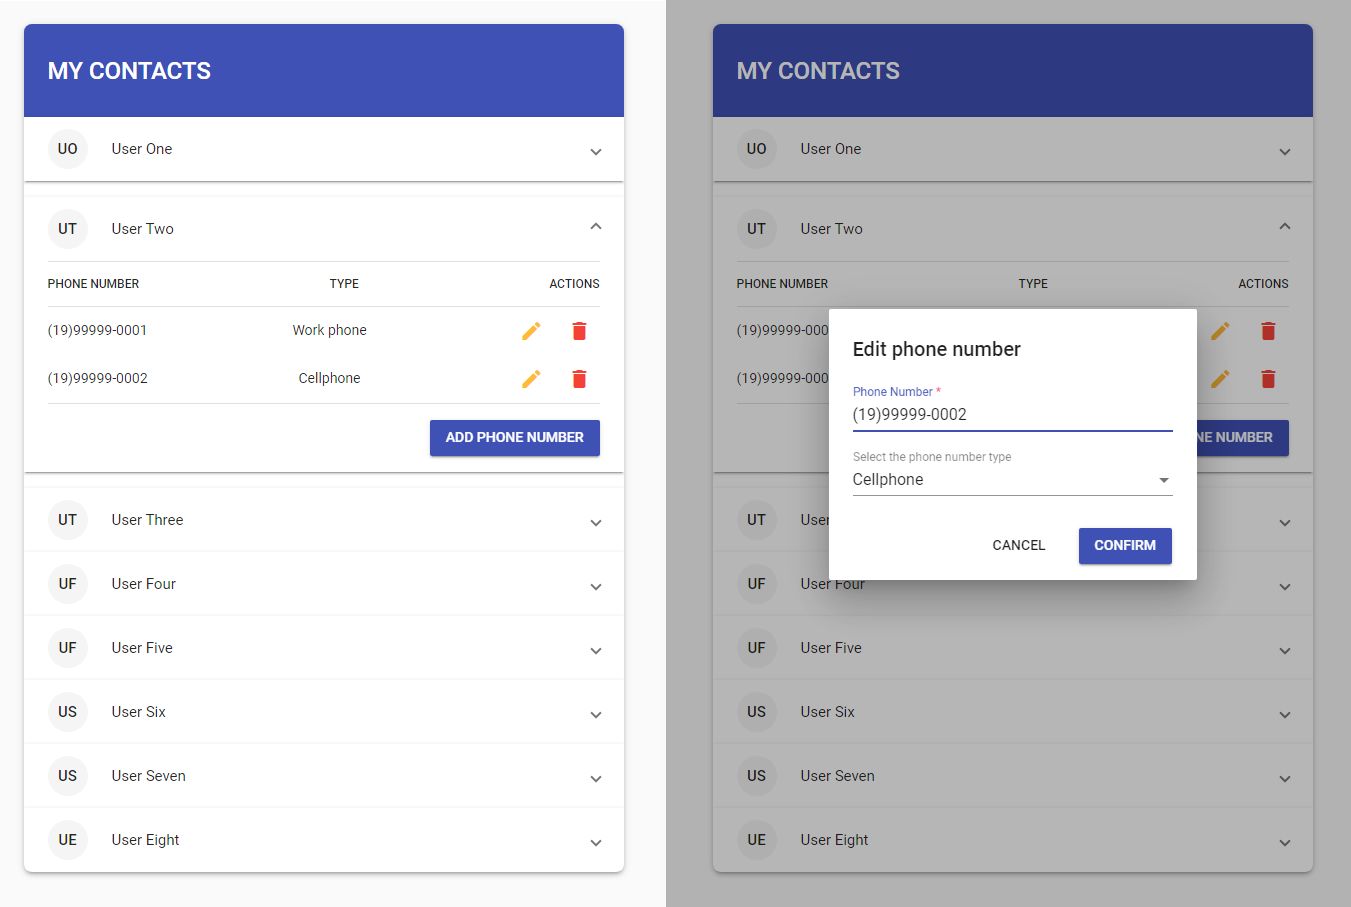 MY CONTACTS
UO User One
UT User Two
PHONE NUMBER TYPE ACTIONS
(19)99999-0001 Work phone
(19)99999-0002 Cellphone
ADD PHONE NUMBER
UT User Three
UF User Four
UF User Five
US User Six
US User Seven
UE User Eight
MY CONTACTS
UO User One
UT User Two
PHONE NUMBER TYPE ACTIONS
(19)99999-000
(19)99999-000
NE NUMBER
Edit phone number
Phone Number *
(19)99999-0002
Select the phone number type
Cellphone
CANCEL CONFIRM
UT User
UF User Four
UF User Five
US User Six
US User Seven
UE User Eight